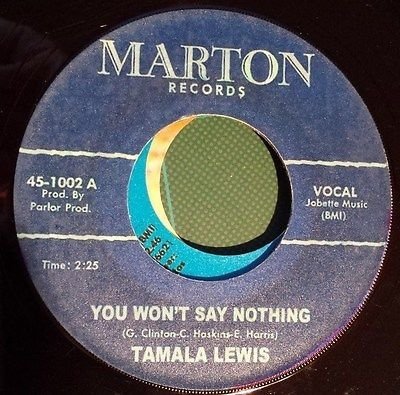 MARTON
RECORDS
45-1002 A
Prod. By
Parlor Prod.
VOCAL
Jobette Music
(BMI)
Time: 2:25
YOU WON'T SAY NOTHING
(G. Clinton-C. Haskins-E. Harris)
TAMALA LEWIS